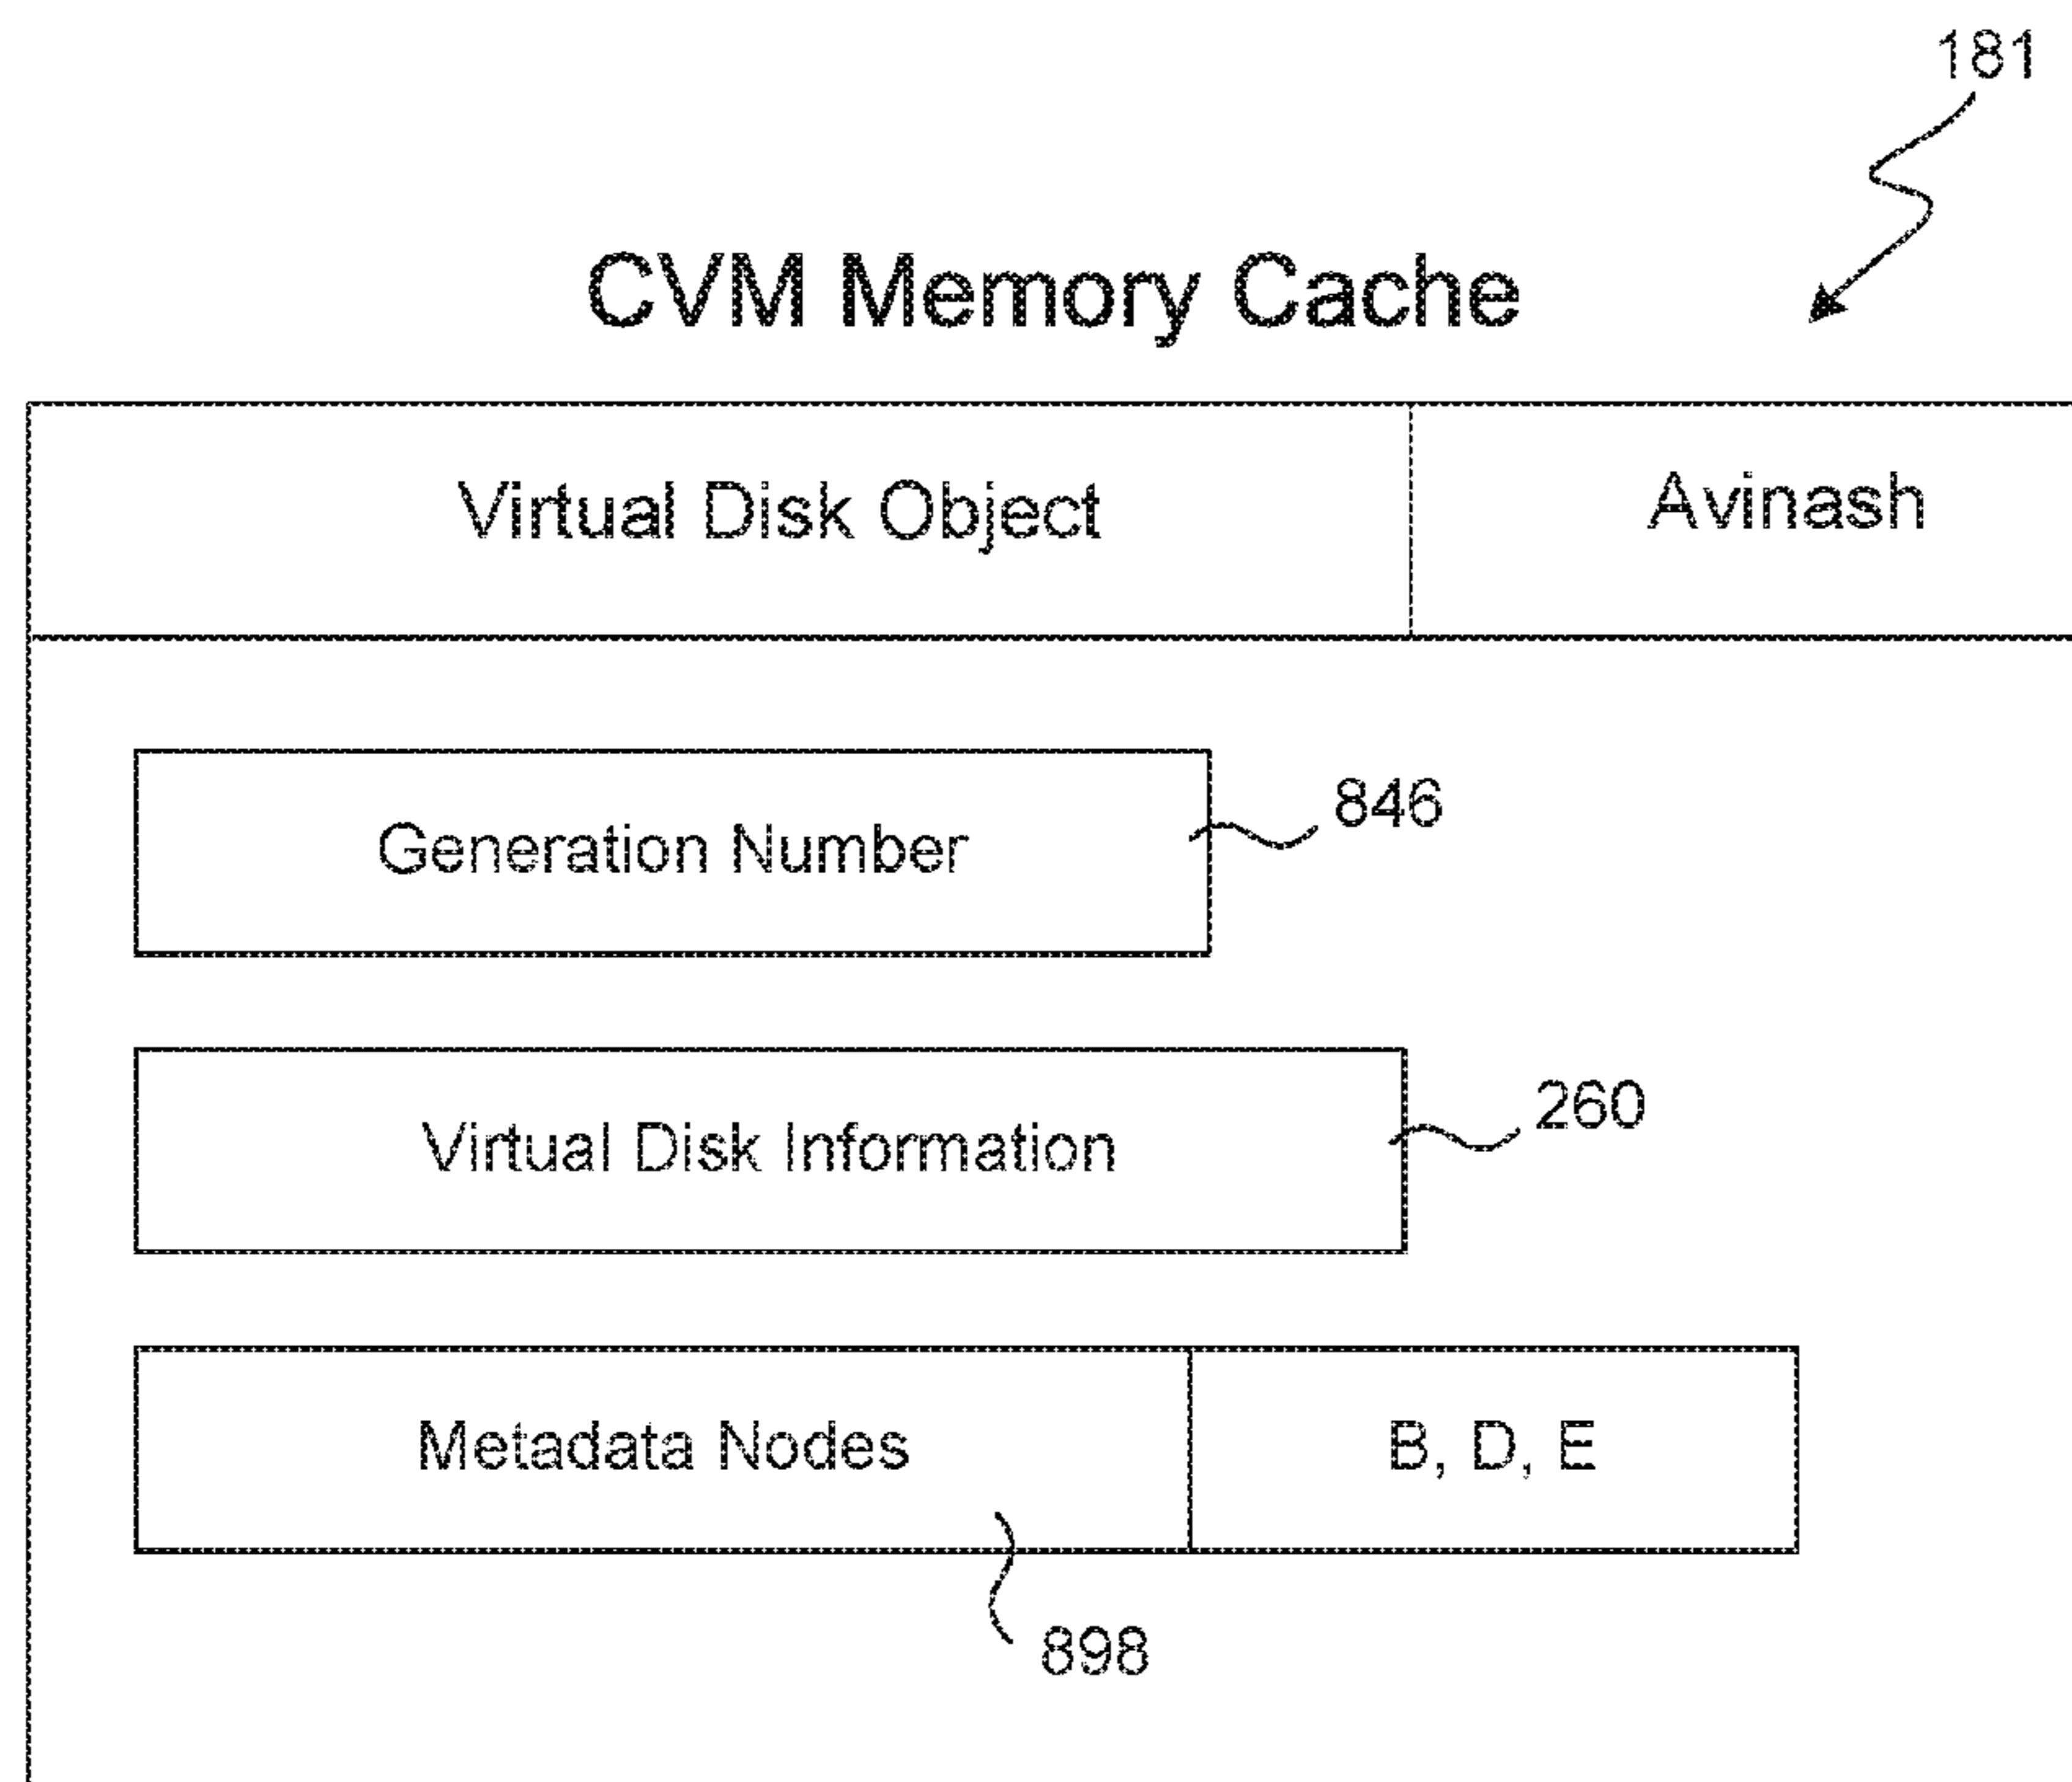 181
CVM Memory Cache
Virtual Disk Object
Avinash
Generation Number
846
Virtual Disk Information
260
Metadata Nodes
B, D, E
898